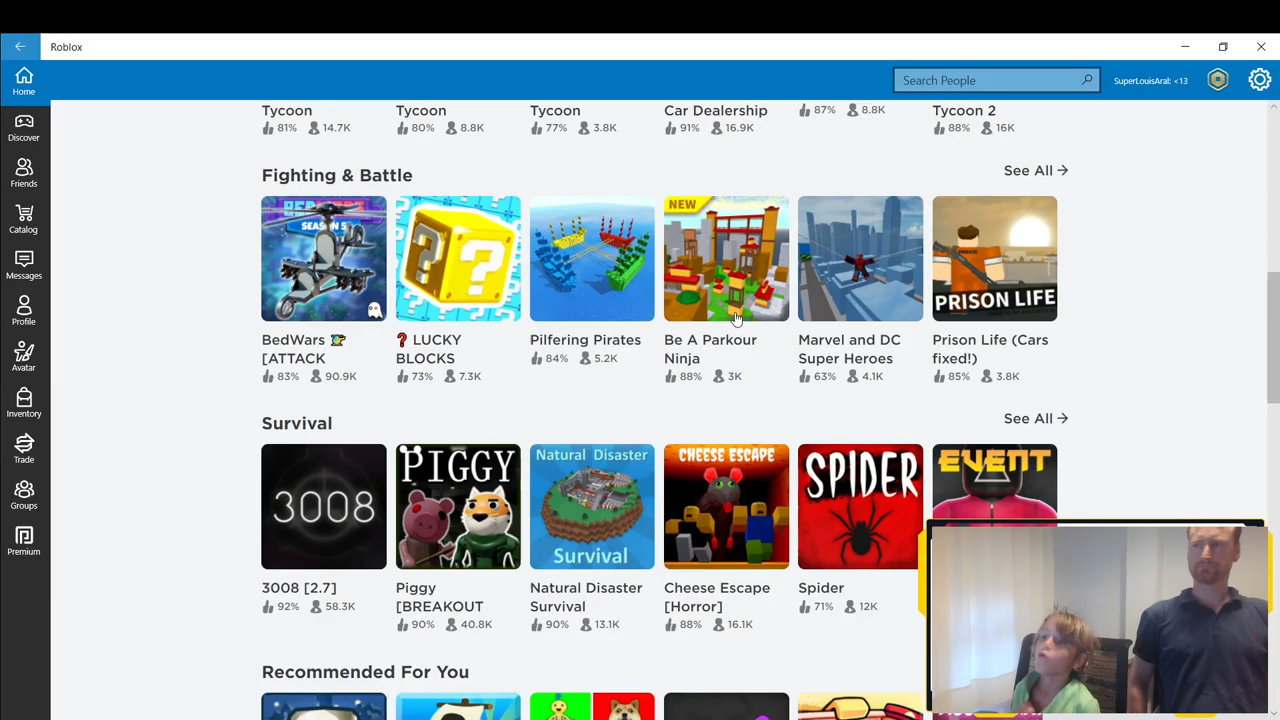 Roblox
Home
Search People
SuperLouisAral: <13
Discover
Friends
Catalog
Messages
Profile
Avatar
Inventory
Trade
Groups
Premium
Tycoon
81% 14.7K
Tycoon
80% 8.8K
Tycoon
77% 3.8K
Car Dealership
91% 16.9K
87% 8.8K
Tycoon 2
88% 16K
Fighting & Battle
See All →
SEASON 5
NEW
PRISON LIFE
BedWars
[ATTACK
83% 90.9K
❓ LUCKY
BLOCKS
73% 7.3K
Pilfering Pirates
84% 5.2K
Be A Parkour
Ninja
88% 3K
Marvel and DC
Super Heroes
63% 4.1K
Prison Life (Cars
fixed!)
85% 3.8K
Survival
See All →
3008
PIGGY
Natural Disaster
Survival
CHEESE ESCAPE
SPIDER
EVENT
3008 [2.7]
92% 58.3K
Piggy
[BREAKOUT
90% 40.8K
Natural Disaster
Survival
90% 13.1K
Cheese Escape
[Horror]
88% 16.1K
Spider
71% 12K
Recommended For You